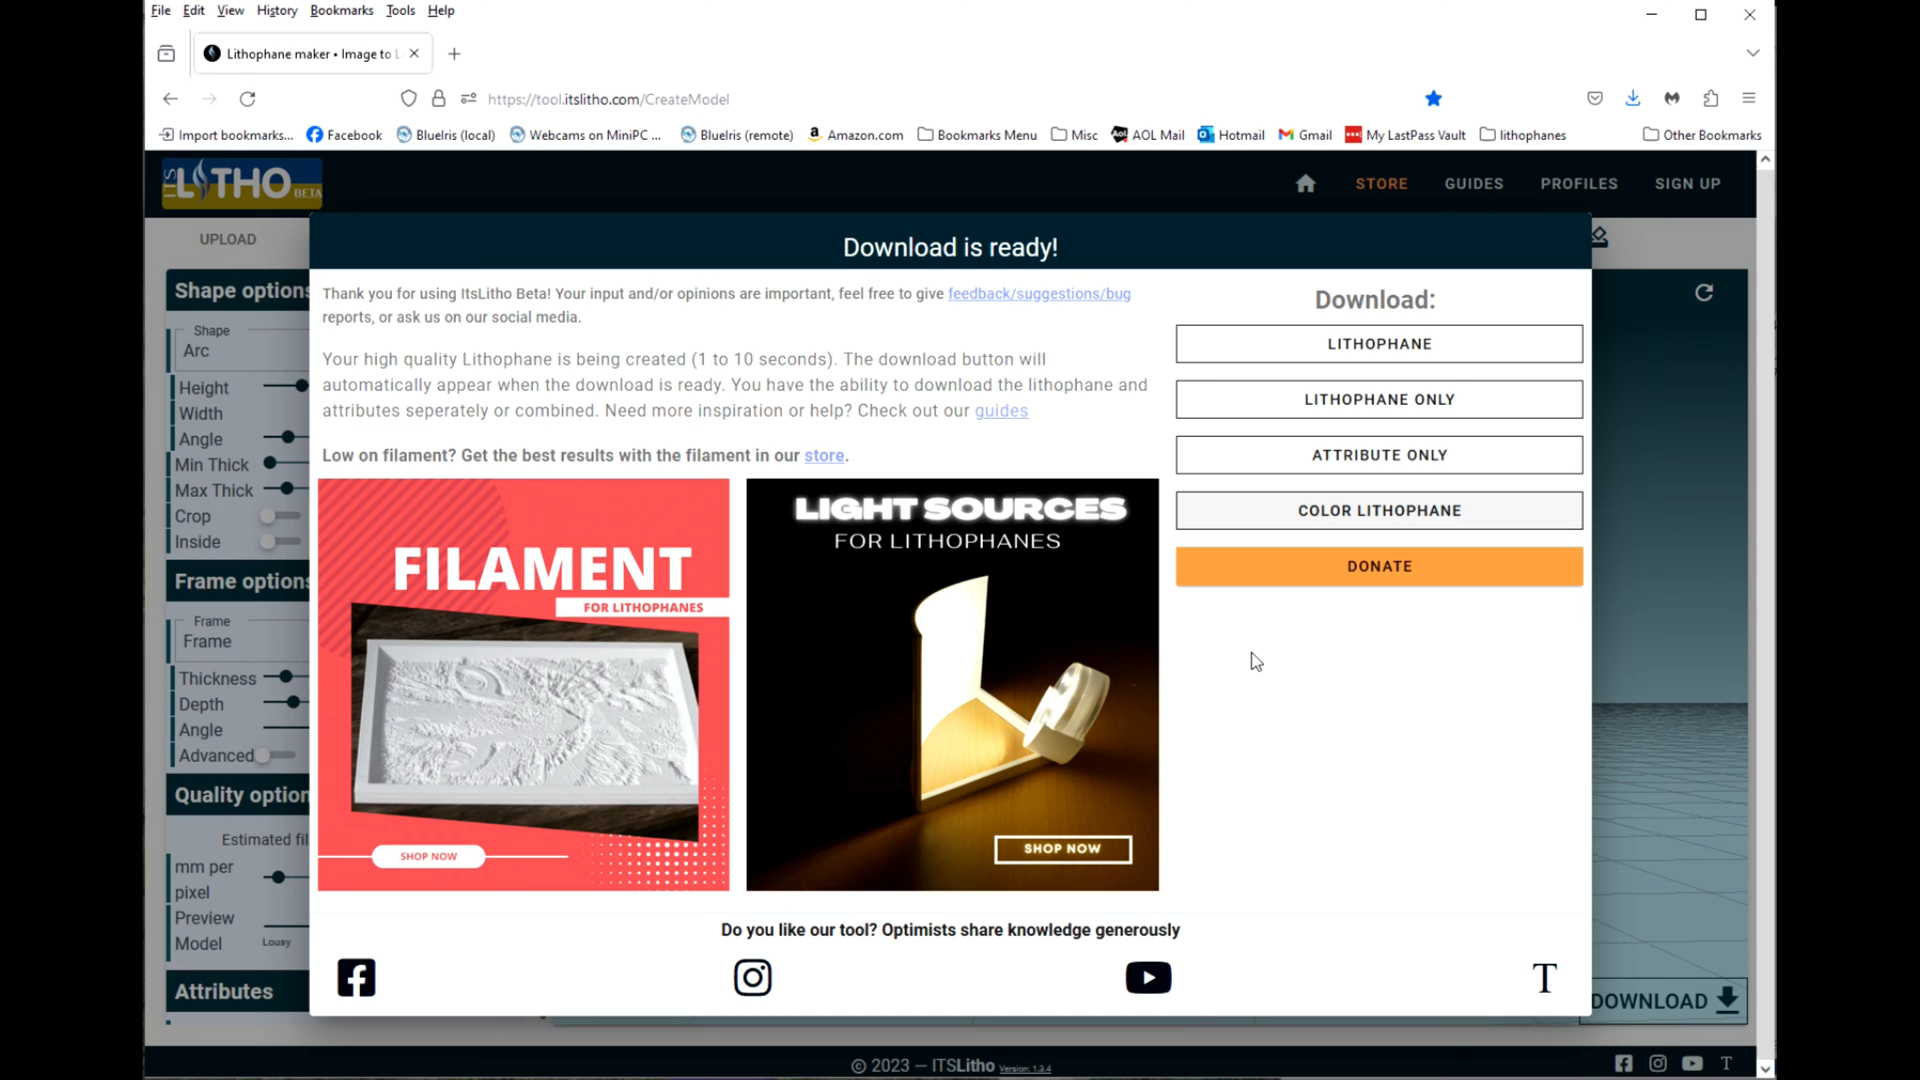 File Edit View History Bookmarks Tools Help
Lithophane maker • Image to L
https://tool.itslitho.com/CreateModel
Import bookmarks... Facebook BlueIris (local) Webcams on MiniPC ... BlueIris (remote) Amazon.com Bookmarks Menu Misc AOL Mail Hotmail Gmail My LastPass Vault lithophanes Other Bookmarks
ITS LITHO BETA
STORE GUIDES PROFILES SIGN UP
UPLOAD
Download is ready!
Shape options
Shape
Arc
Height
Width
Angle
Min Thick
Max Thick
Crop
Inside
Frame options
Frame
Frame
Thickness
Depth
Angle
Advanced
Quality option
Estimated fil
mm per
pixel
Preview
Model Lousy
Attributes
Thank you for using ItsLitho Beta! Your input and/or opinions are important, feel free to give feedback/suggestions/bug
reports, or ask us on our social media.
Your high quality Lithophane is being created (1 to 10 seconds). The download button will
automatically appear when the download is ready. You have the ability to download the lithophane and
attributes seperately or combined. Need more inspiration or help? Check out our guides
Low on filament? Get the best results with the filament in our store.
FILAMENT
FOR LITHOPHANES
SHOP NOW
LIGHT SOURCES
FOR LITHOPHANES
SHOP NOW
Download:
LITHOPHANE
LITHOPHANE ONLY
ATTRIBUTE ONLY
COLOR LITHOPHANE
DONATE
Do you like our tool? Optimists share knowledge generously
T
DOWNLOAD
© 2023 — ITSLitho Version: 1.3.4
T